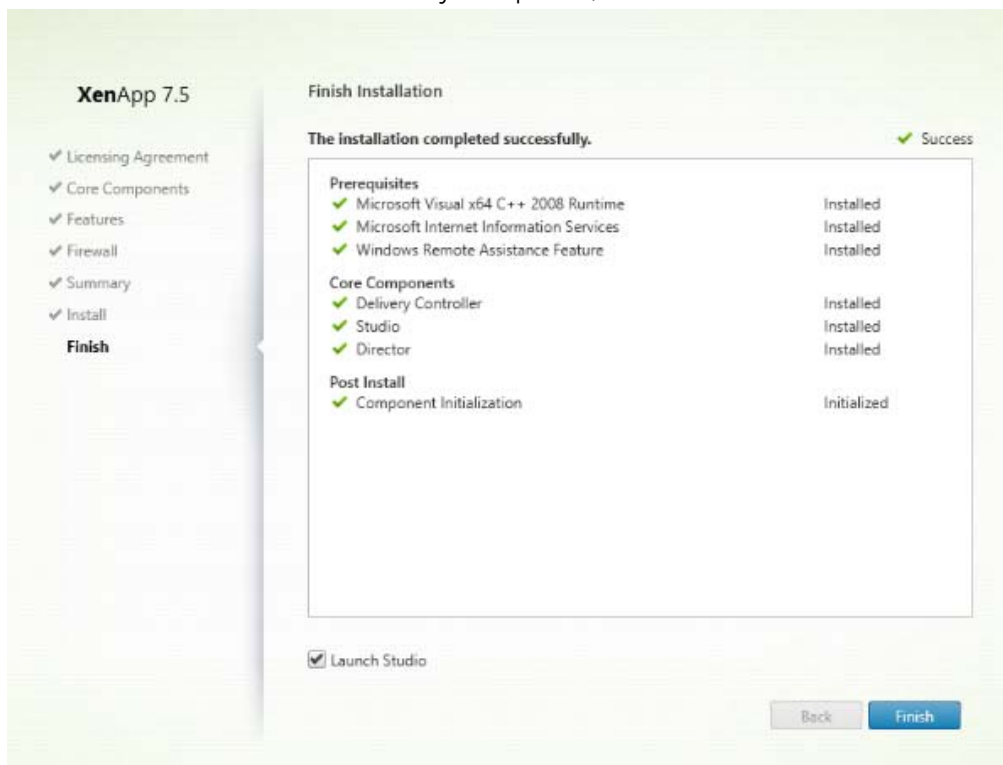 XenApp 7.5
Licensing Agreement
Core Components
Features
Firewall
Summary
Install
Finish
Finish Installation
The installation completed successfully. Success
Prerequisites
Microsoft Visual x64 C++ 2008 Runtime Installed
Microsoft Internet Information Services Installed
Windows Remote Assistance Feature Installed
Core Components
Delivery Controller Installed
Studio Installed
Director Installed
Post Install
Component Initialization Initialized
Launch Studio
Back Finish